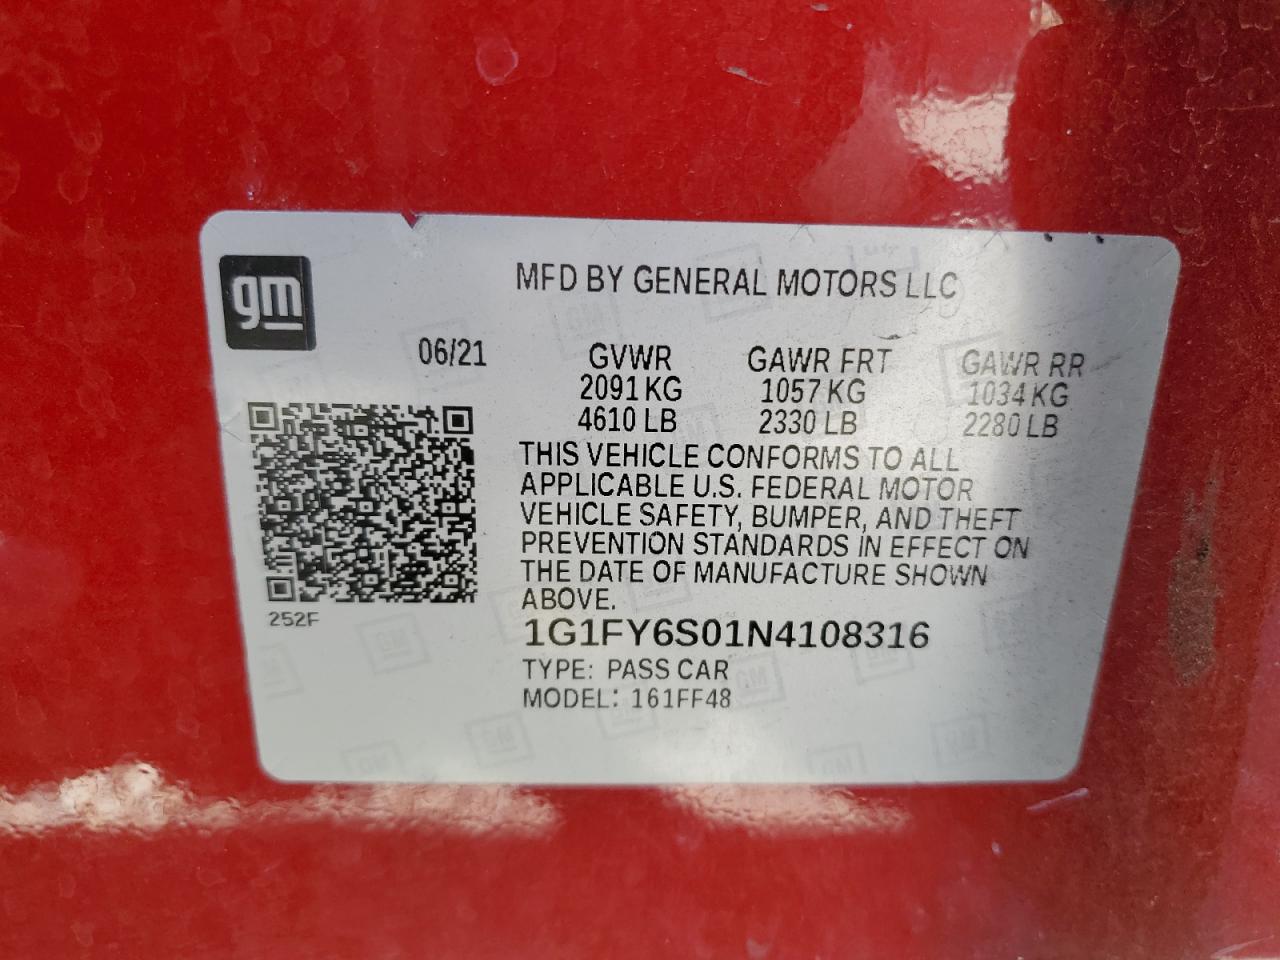 gm
MFD BY GENERAL MOTORS LLC
06/21
GVWR GAWR FRT GAWR RR
2091 KG 1057 KG 1034 KG
4610 LB 2330 LB 2280 LB
THIS VEHICLE CONFORMS TO ALL
APPLICABLE U.S. FEDERAL MOTOR
VEHICLE SAFETY, BUMPER, AND THEFT
PREVENTION STANDARDS IN EFFECT ON
THE DATE OF MANUFACTURE SHOWN
ABOVE.
252F
1G1FY6S01N4108316
TYPE: PASS CAR
MODEL: 161FF48